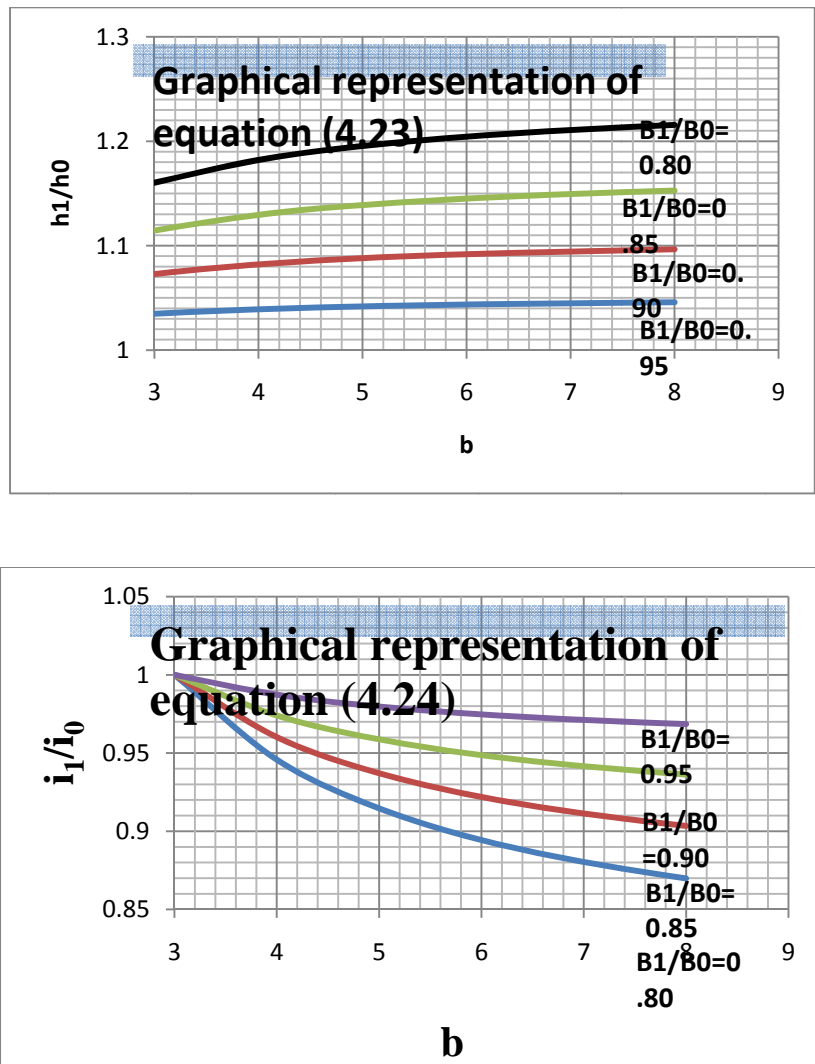 1.3
Graphical representation of
equation (4.23)
1.2
1.1
1
h1/h0
B1/B0=
0.80
B1/B0=0
.85
B1/B0=0.
90
B1/B0=0.
95
3 4 5 6 7 8 9
b
1.05
Graphical representation of
equation (4.24)
1
0.95
0.9
0.85
i1/i0
B1/B0=
0.95
B1/B0
=0.90
B1/B0=
0.85
B1/B0=0
.80
3 4 5 6 7 8 9
b